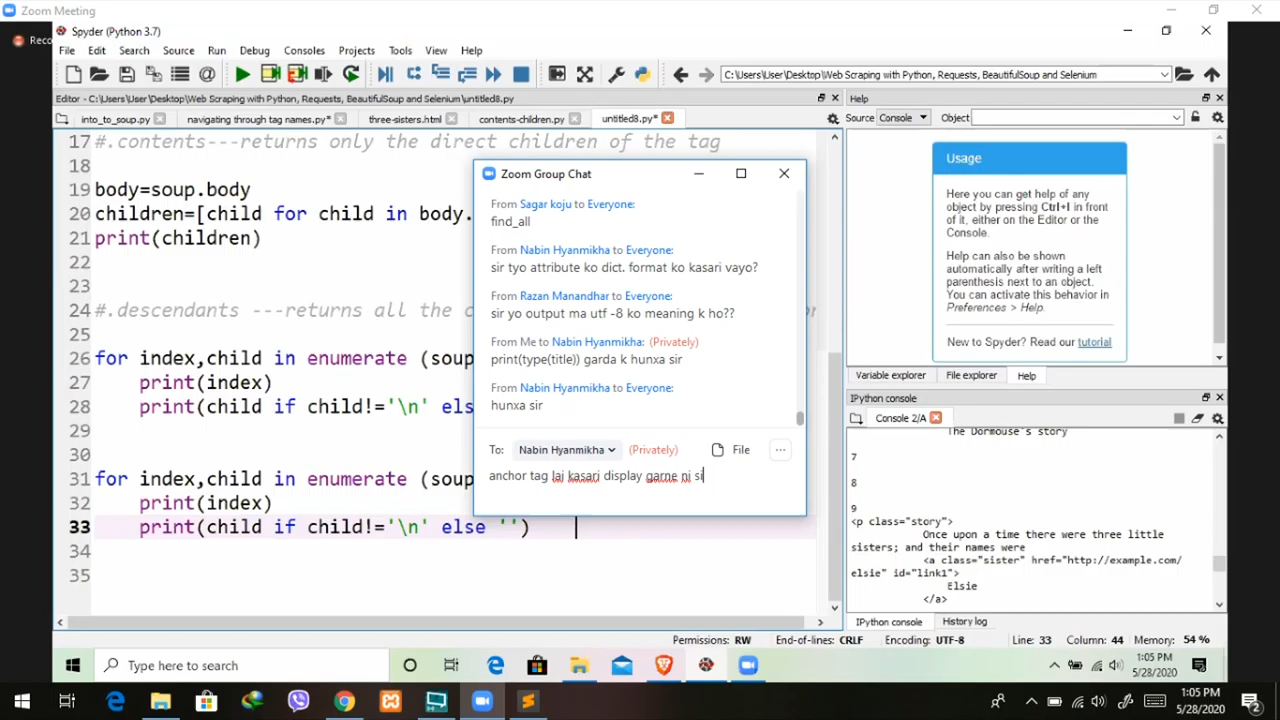 Zoom Meeting
Reco
Spyder (Python 3.7)
File Edit Search Source Run Debug Consoles Projects Tools View Help
C:\Users\User\Desktop\Web Scraping with Python, Requests, BeautifulSoup and Selenium
Editor - C:\Users\User\Desktop\Web Scraping with Python, Requests, BeautifulSoup and Selenium\untitled8.py
into_to_soup.py navigating through tag names.py* three-sisters.html contents-children.py untitled8.py*
17 #.contents---returns only the direct children of the tag
18
19 body=soup.body
20 children=[child for child in body.
21 print(children)
22
23
24 #.descendants ---returns all the c
25
26 for index,child in enumerate (soup
27 print(index)
28 print(child if child!='\n' els
29
30
31 for index,child in enumerate (soup
32 print(index)
33 print(child if child!='\n' else '')
34
35
Zoom Group Chat
From Sagar koju to Everyone:
find_all
From Nabin Hyanmikha to Everyone:
sir tyo attribute ko dict. format ko kasari vayo?
From Razan Manandhar to Everyone:
sir yo output ma utf -8 ko meaning k ho??
From Me to Nabin Hyanmikha: (Privately)
print(type(title)) garda k hunxa sir
From Nabin Hyanmikha to Everyone:
hunxa sir
To: Nabin Hyanmikha (Privately) File ...
anchor tag lai kasari display garne ni si
Help
Source Console Object
Usage
Here you can get help of any
object by pressing Ctrl+I in front
of it, either on the Editor or the
Console.
Help can also be shown
automatically after writing a left
parenthesis next to an object.
You can activate this behavior in
Preferences > Help.
New to Spyder? Read our tutorial
Variable explorer File explorer Help
IPython console
Console 2/A
The Dormouse's story
7
8
9
<p class="story">
Once upon a time there were three little
sisters; and their names were
<a class="sister" href="http://example.com/
elsie" id="link1">
Elsie
</a>
IPython console History log
Permissions: RW End-of-lines: CRLF Encoding: UTF-8 Line: 33 Column: 44 Memory: 54 %
Type here to search
1:05 PM
5/28/2020
1:05 PM
5/28/2020
2